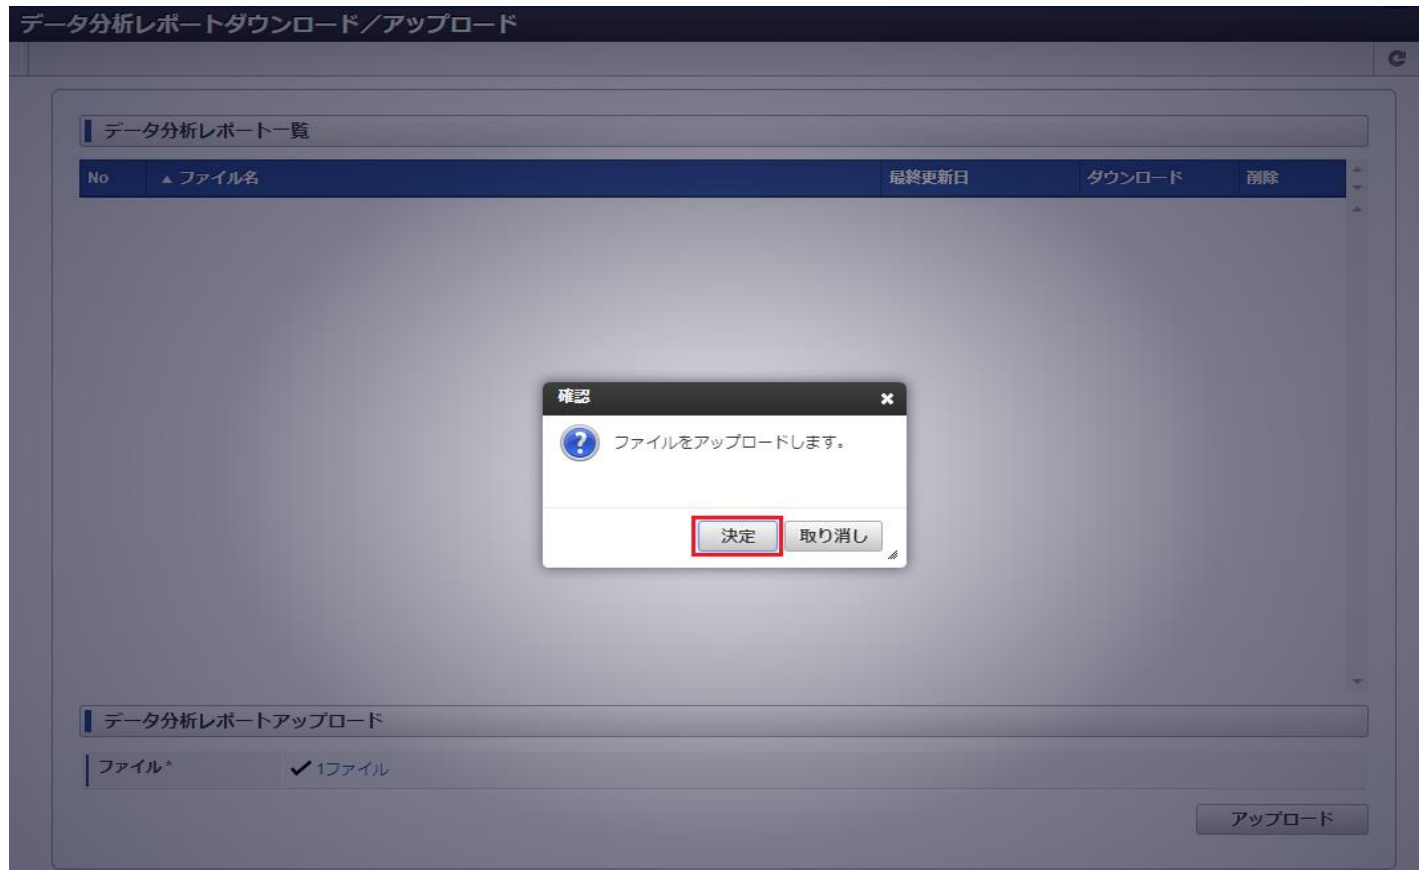 データ分析レポートダウンロード／アップロード
データ分析レポート一覧
No ▲ ファイル名 最終更新日 ダウンロード 削除
確認
ファイルをアップロードします。
決定 取り消し
データ分析レポートアップロード
ファイル* 1ファイル
アップロード